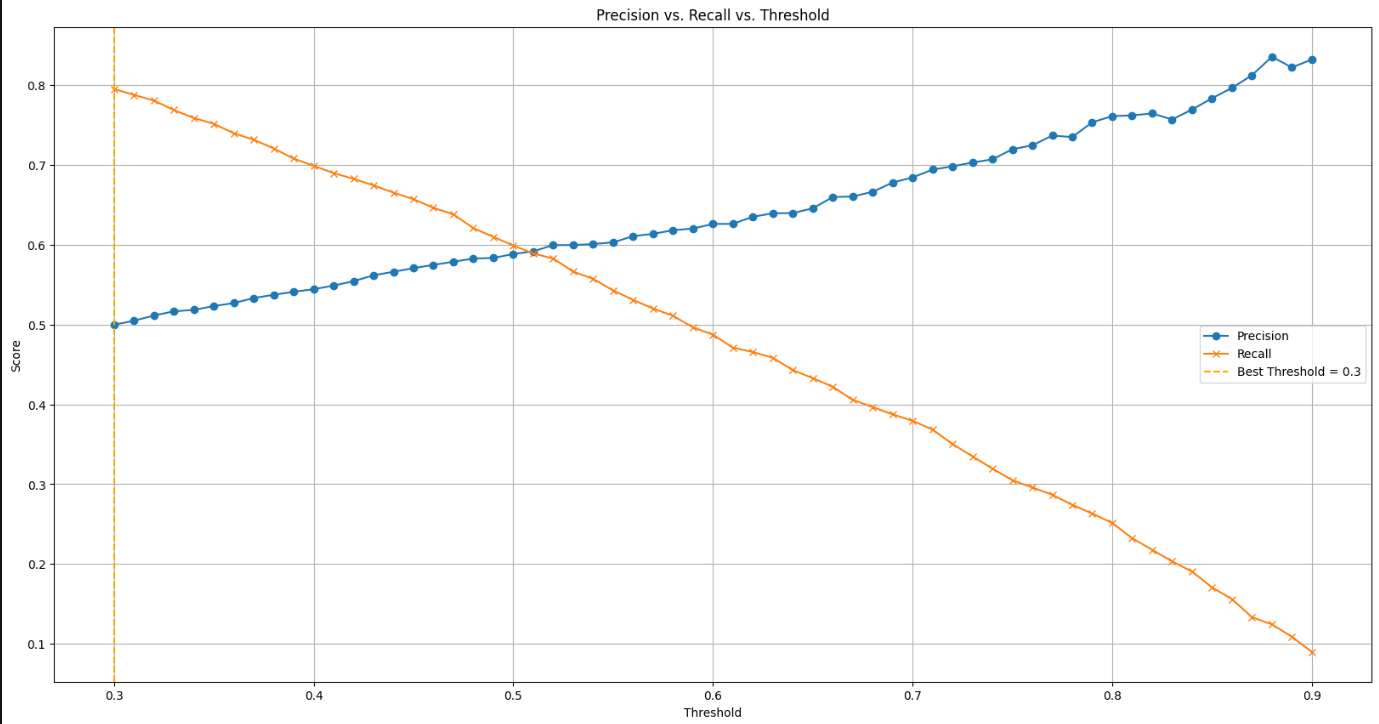 Precision vs. Recall vs. Threshold
Score
0.8
0.7
0.6
0.5
0.4
0.3
0.2
0.1
Precision
Recall
Best Threshold = 0.3
0.3 0.4 0.5 0.6 0.7 0.8 0.9
Threshold